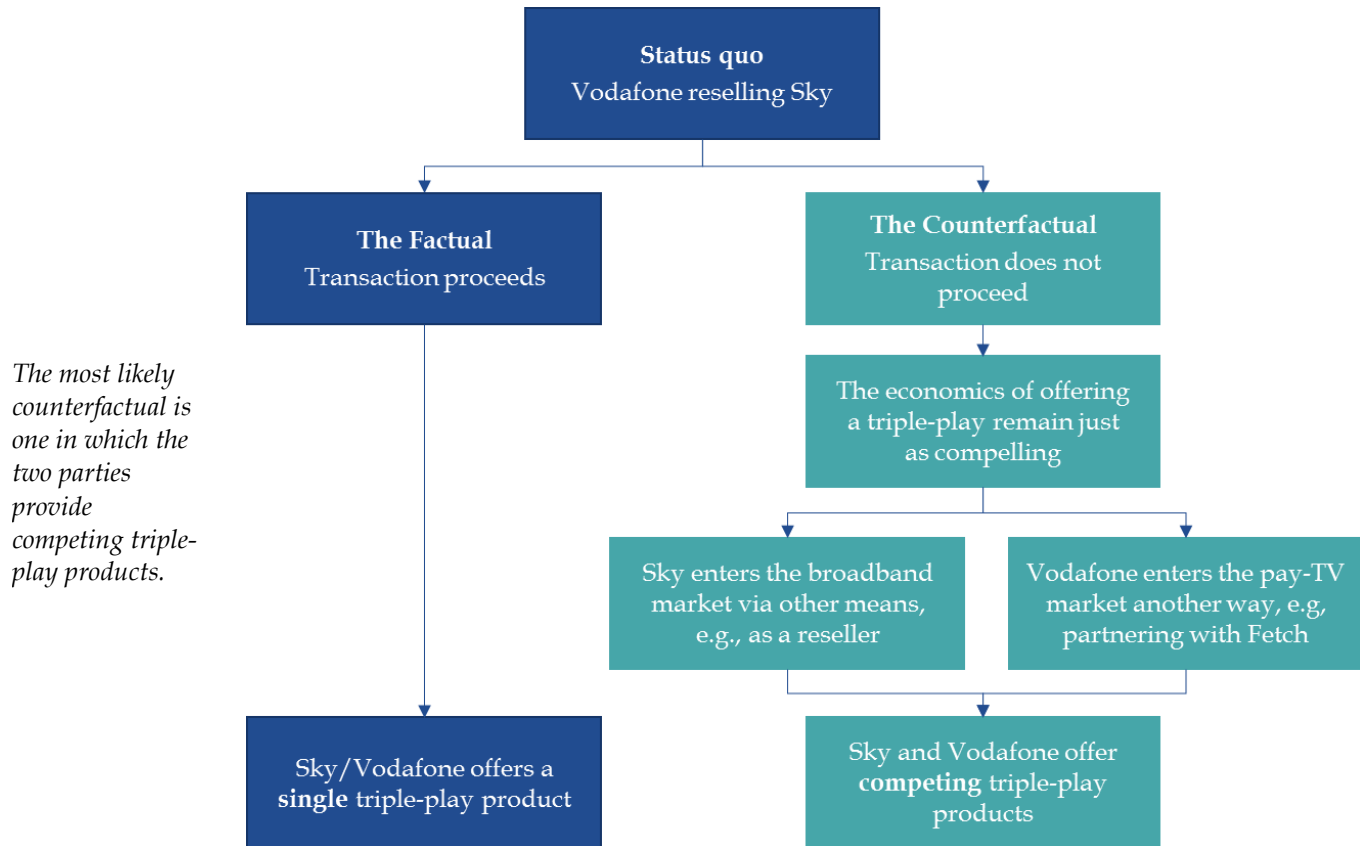 Status quo
Vodafone reselling Sky
The Factual
Transaction proceeds
The Counterfactual
Transaction does not
proceed
The most likely
counterfactual is
one in which the
two parties
provide
competing triple-
play products.
The economics of offering
a triple-play remain just
as compelling
Sky enters the broadband
market via other means,
e.g., as a reseller
Vodafone enters the pay-TV
market another way, e.g,
partnering with Fetch
Sky/Vodafone offers a
single triple-play product
Sky and Vodafone offer
competing triple-play
products